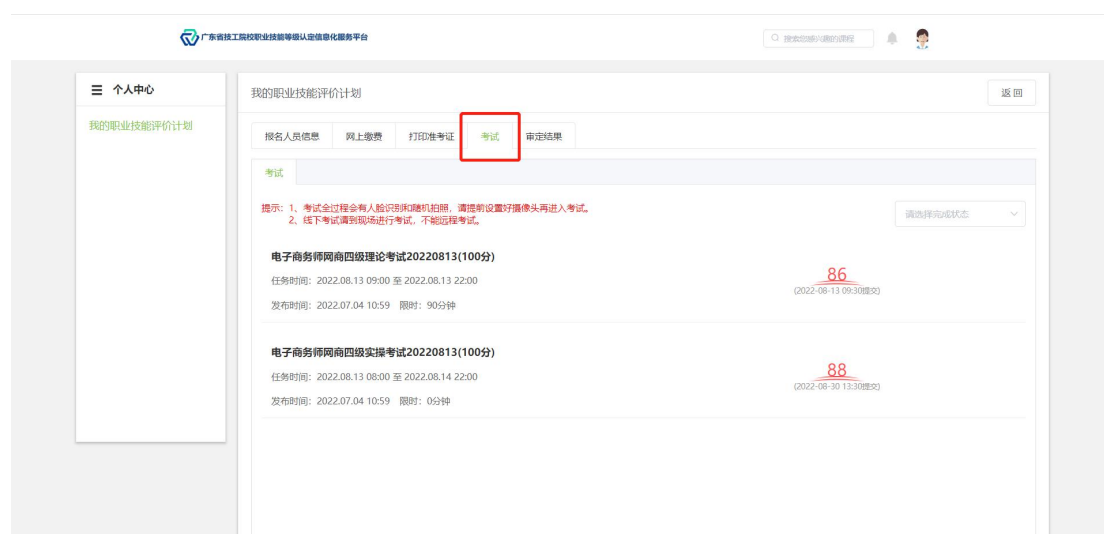 广东省技工院校职业技能等级认定信息化服务平台
搜索您感兴趣的课程
个人中心
我的职业技能评价计划
我的职业技能评价计划
返回
报名人员信息 网上缴费 打印准考证 考试 审定结果
考试
提示：1、考试全过程会有人脸识别和随机拍照，请提前设置好摄像头再进入考试。
2、线下考试请到现场进行考试，不能远程考试。
请选择完成状态
电子商务师网商四级理论考试20220813(100分)
任务时间：2022.08.13 09:00 至 2022.08.13 22:00
发布时间：2022.07.04 10:59 限时：90分钟
86
(2022-08-13 09:30提交)
电子商务师网商四级实操考试20220813(100分)
任务时间：2022.08.13 08:00 至 2022.08.14 22:00
发布时间：2022.07.04 10:59 限时：0分钟
88
(2022-08-30 13:30提交)